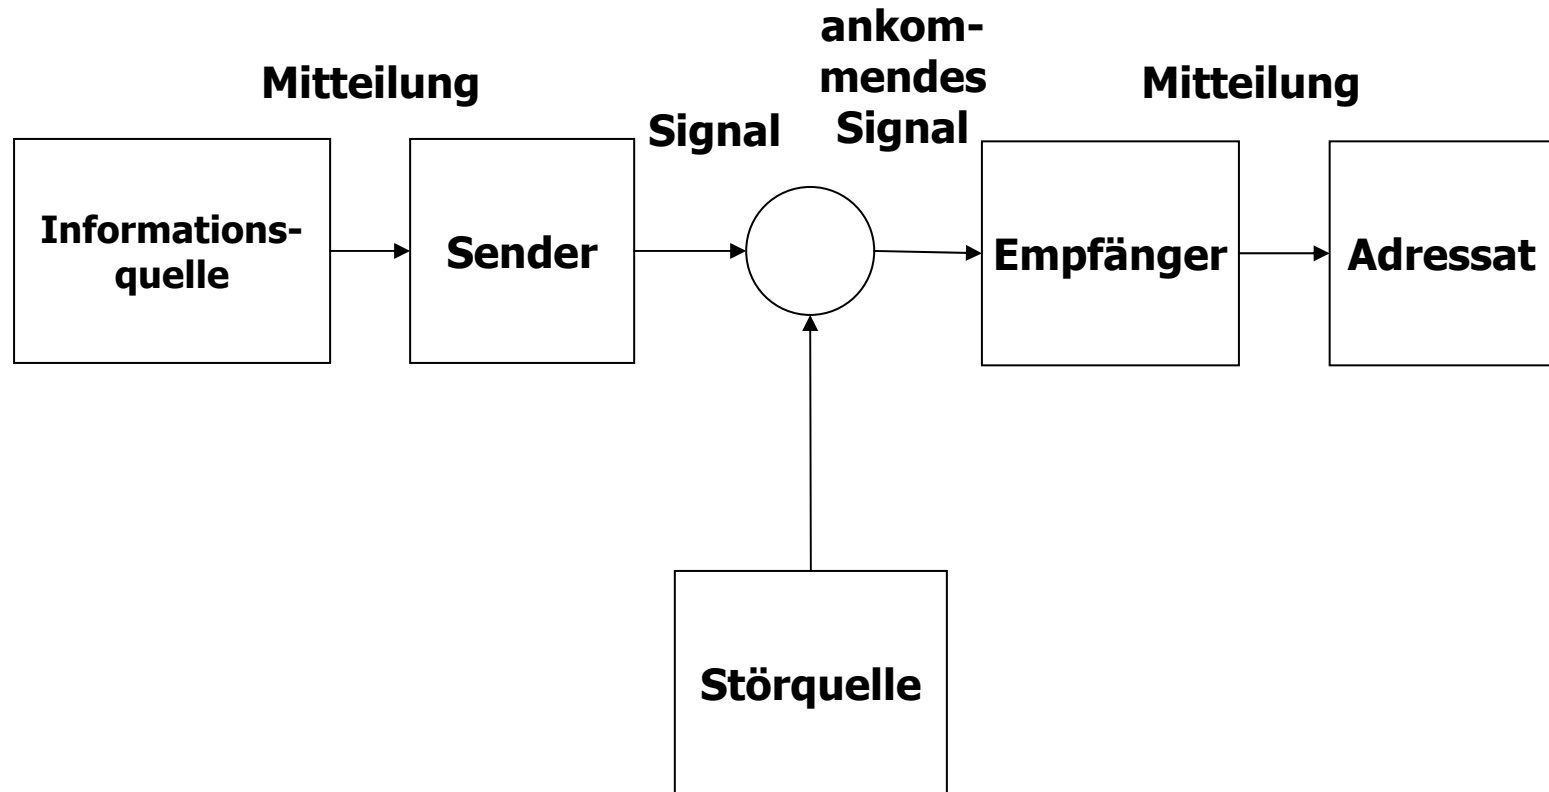 Mitteilung
Signal
ankom-
mendes
Signal
Mitteilung
Informations-
quelle
Sender
Empfänger
Adressat
Störquelle